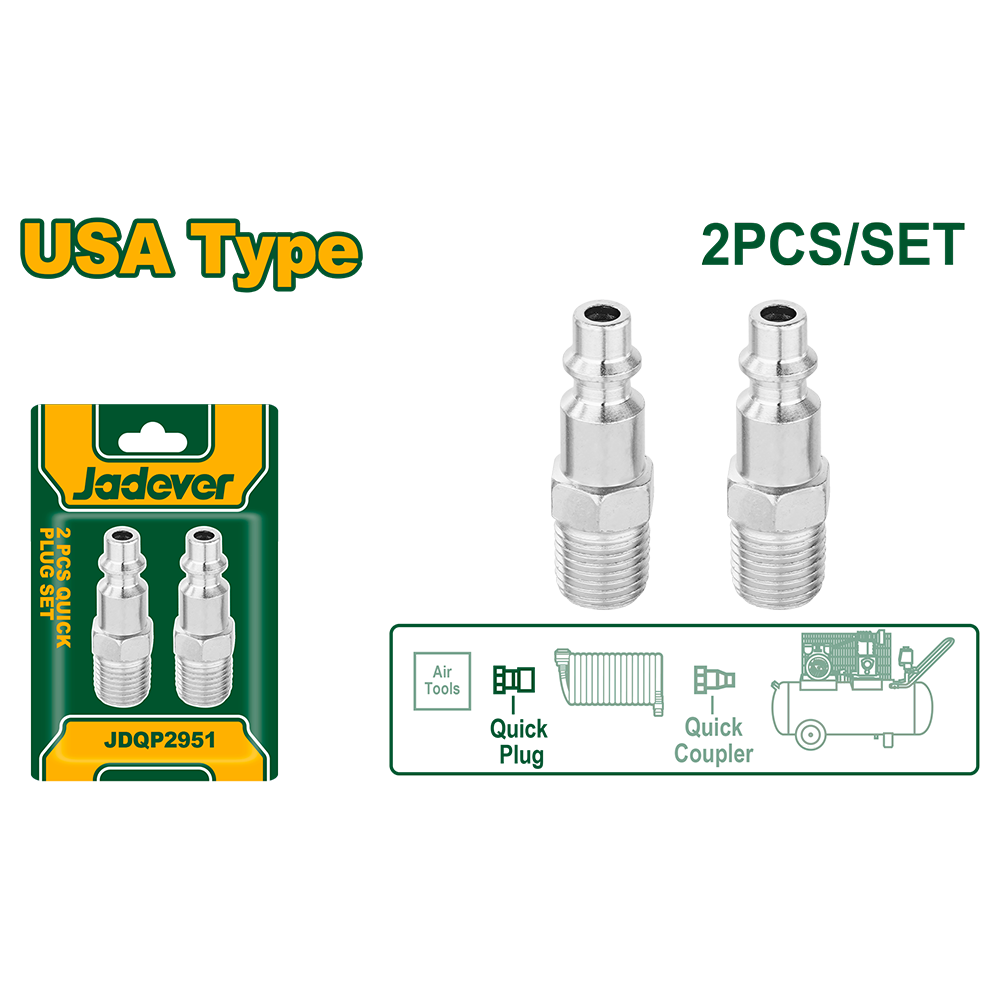 USA Type
2PCS/SET
Jadever
2 PCS QUICK
PLUG SET
JDQP2951
Air
Tools
Quick
Plug
Quick
Coupler